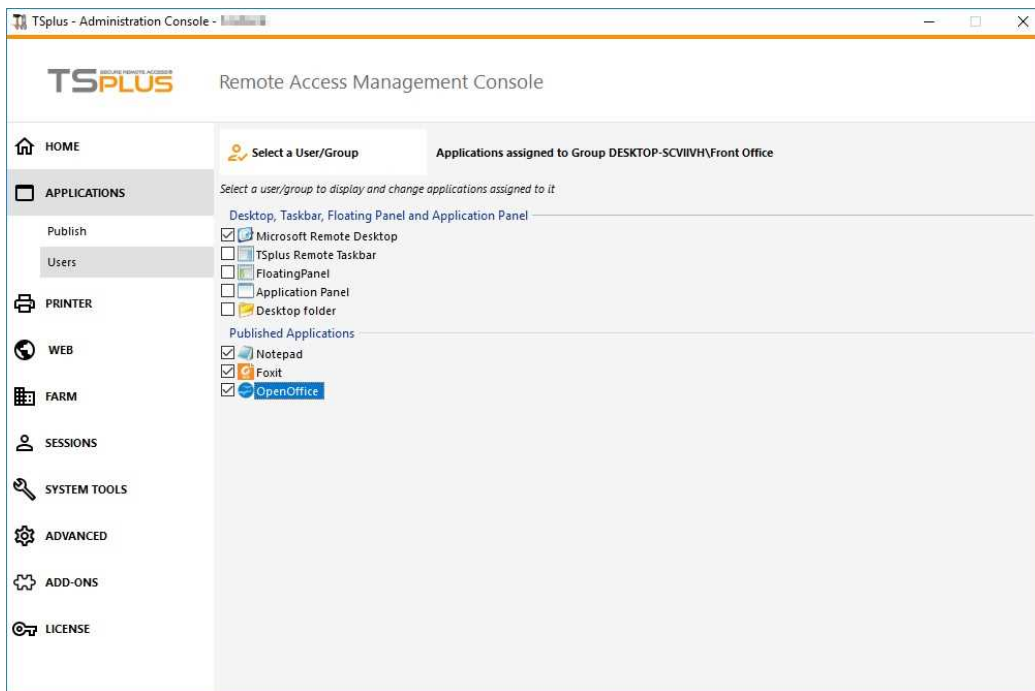 TSplus - Administration Console -
TSPLUS
SECURE REMOTE ACCESS
Remote Access Management Console
HOME
APPLICATIONS
Publish
Users
PRINTER
WEB
FARM
SESSIONS
SYSTEM TOOLS
ADVANCED
ADD-ONS
LICENSE
Select a User/Group
Applications assigned to Group DESKTOP-SCVIIVH\Front Office
Select a user/group to display and change applications assigned to it
Desktop, Taskbar, Floating Panel and Application Panel
Microsoft Remote Desktop
TSplus Remote Taskbar
FloatingPanel
Application Panel
Desktop folder
Published Applications
Notepad
Foxit
OpenOffice